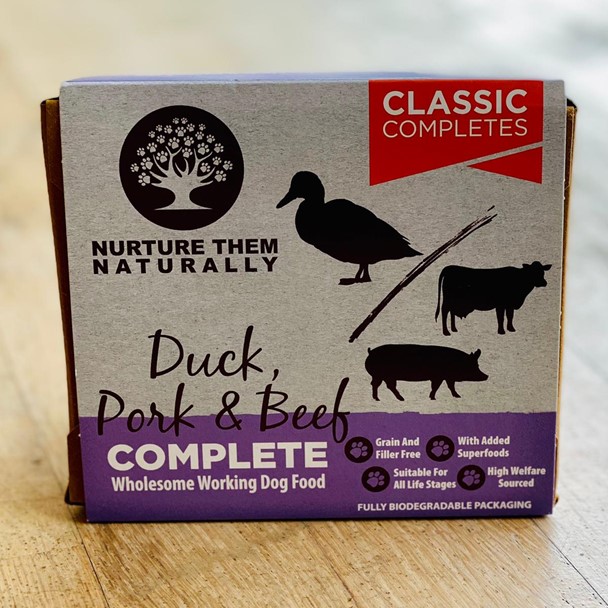 CLASSIC
COMPLETES
NURTURE THEM
NATURALLY
Duck,
Pork & Beef
COMPLETE
Wholesome Working Dog Food
Grain And
Filler Free
With Added
Superfoods
Suitable For
All Life Stages
High Welfare
Sourced
FULLY BIODEGRADABLE PACKAGING